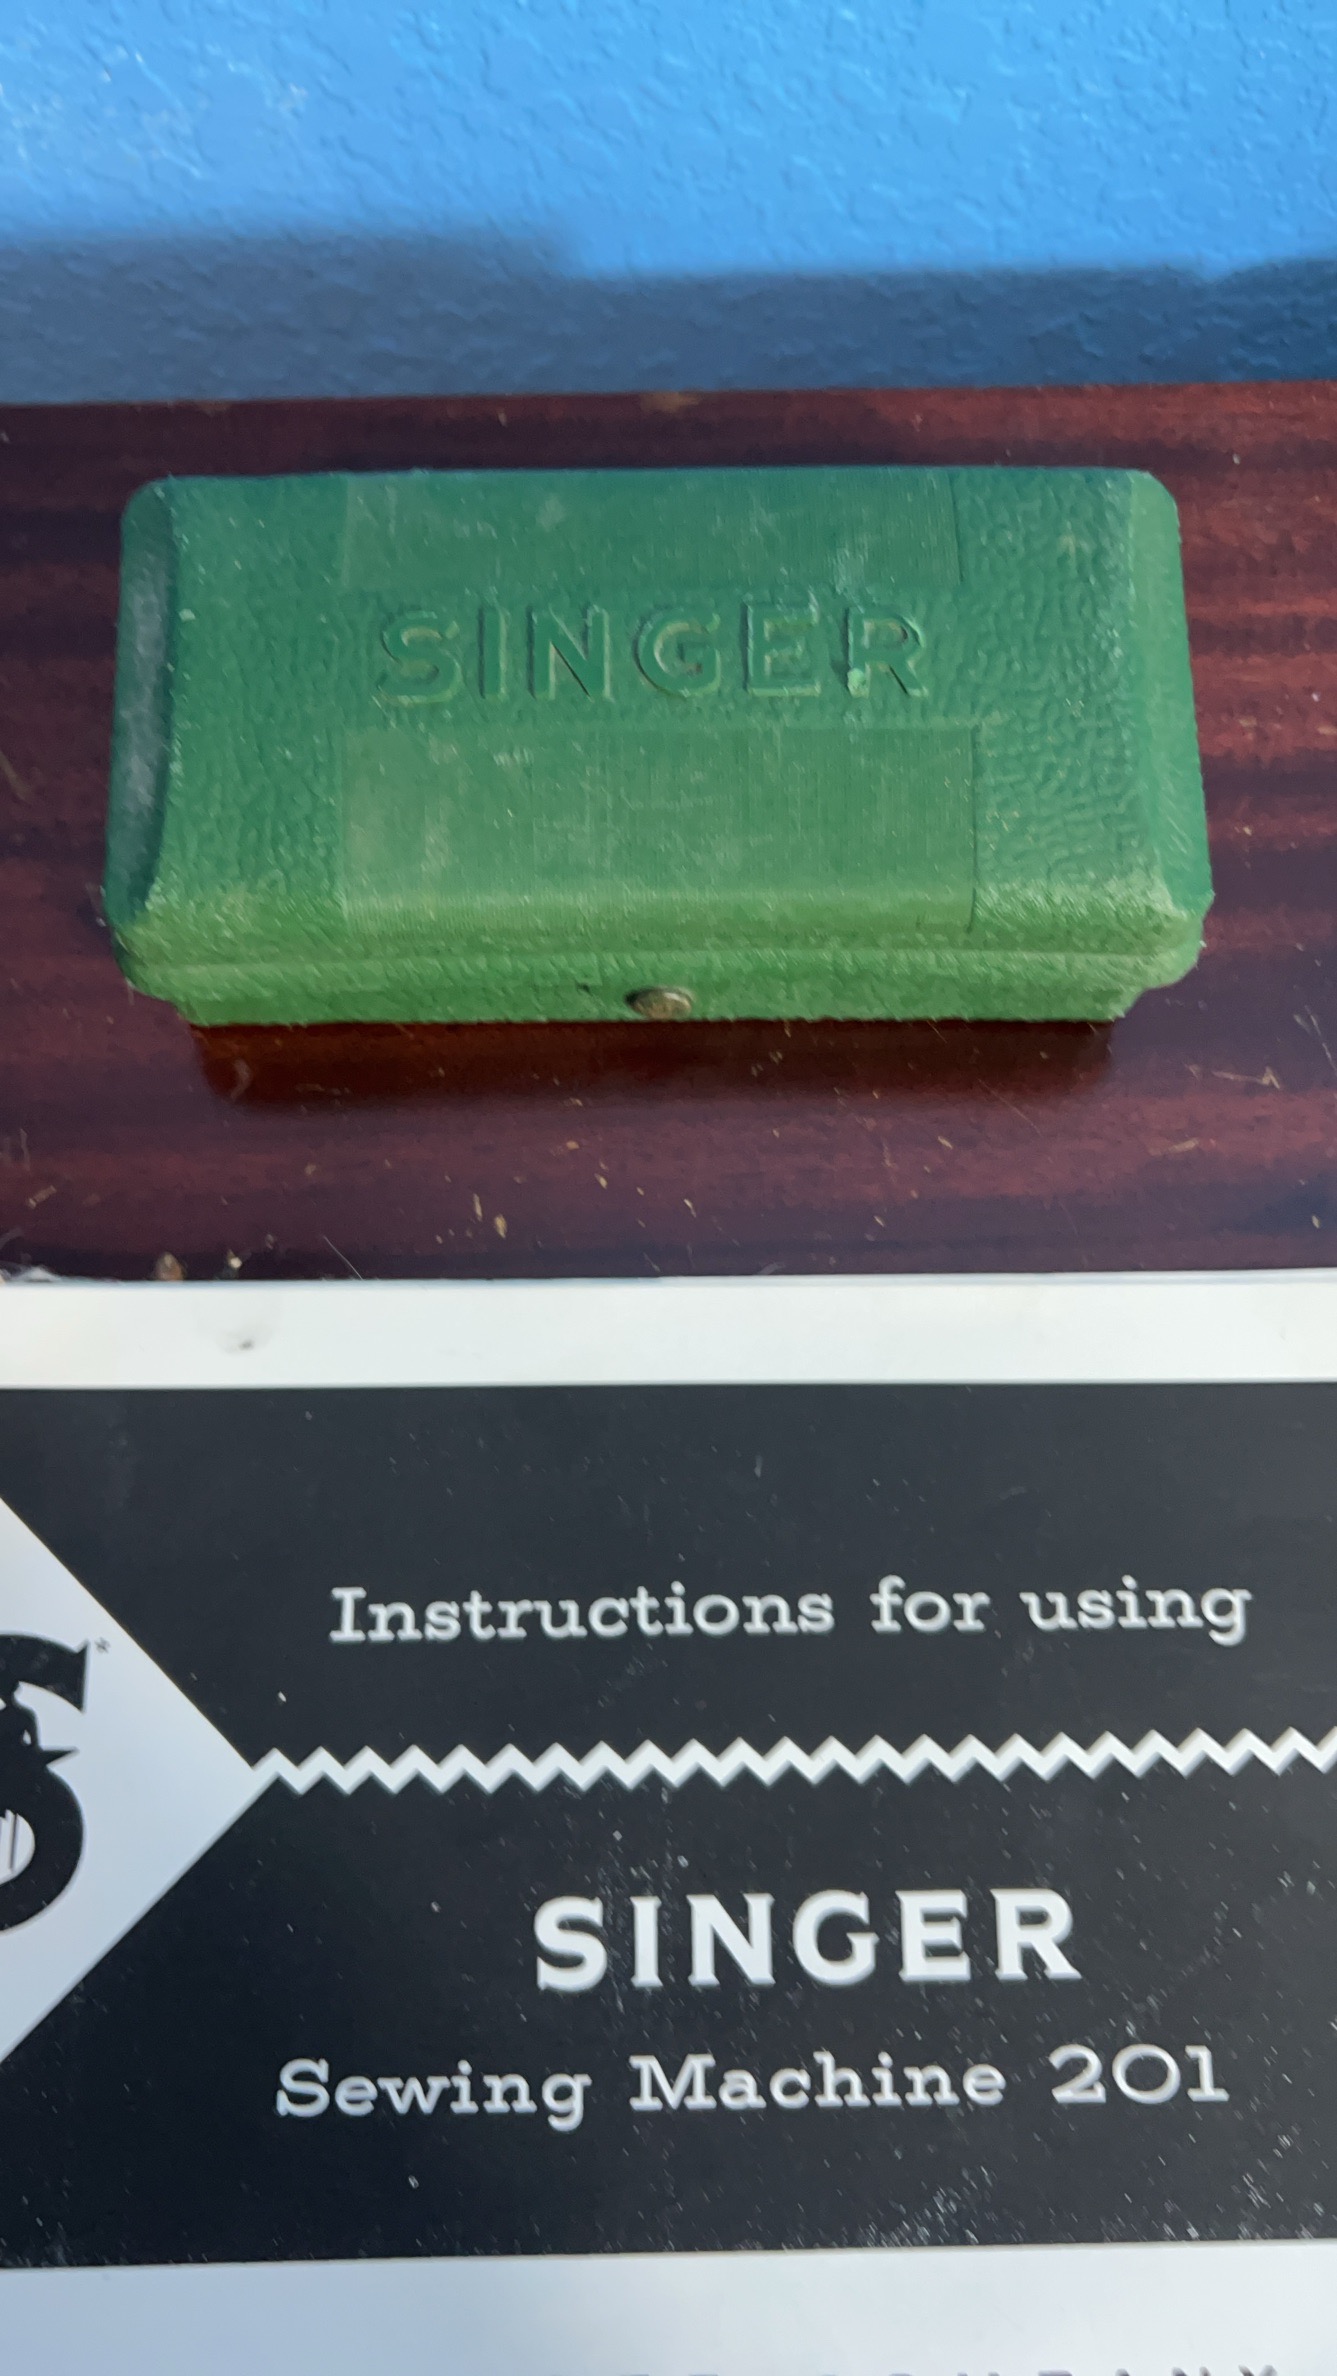 SINGER
Instructions for using
SINGER
Sewing Machine 201